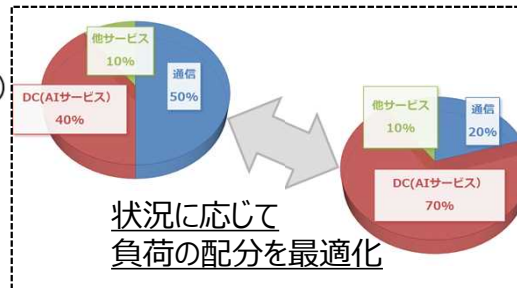 他サービス
10%
通信
50%
DC(AIサービス)
40%
他サービス
10%
通信
20%
DC(AIサービス)
70%
状況に応じて
負荷の配分を最適化